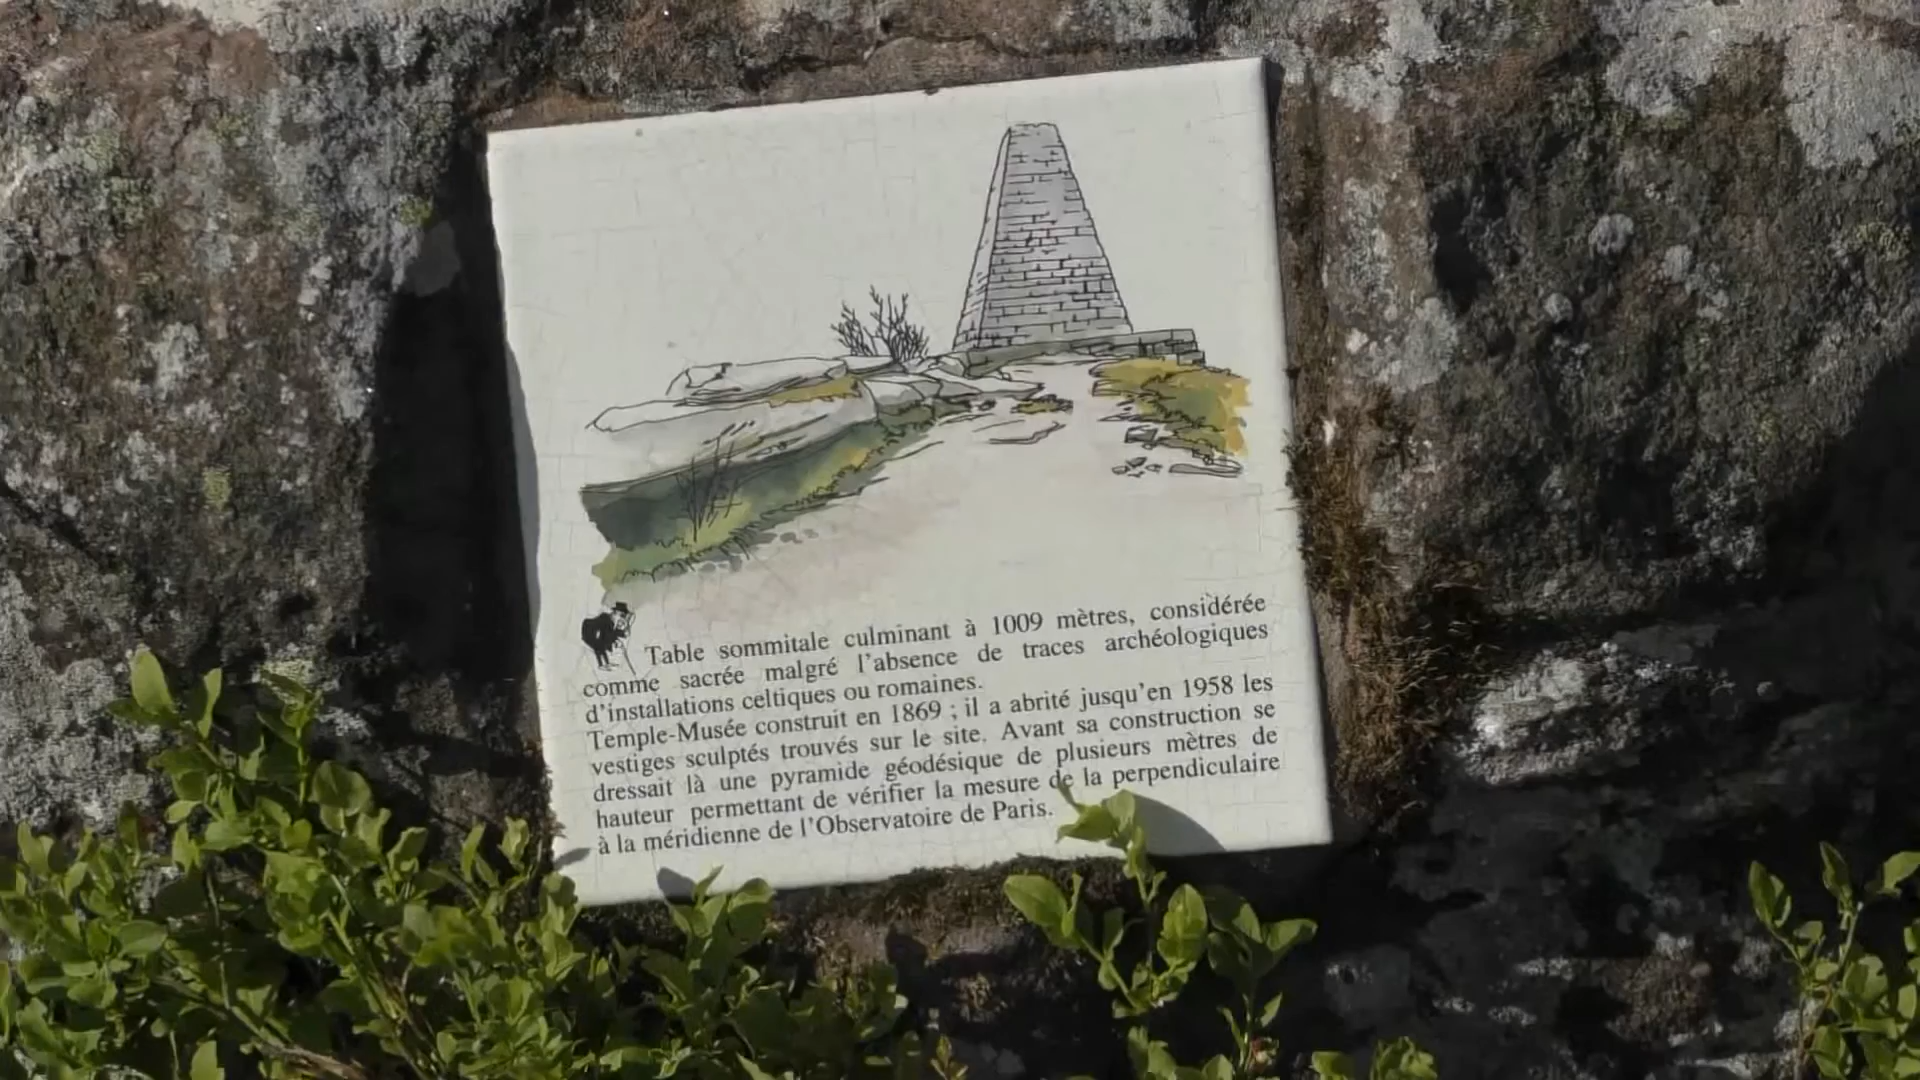 Table sommitale culminant à 1009 mètres, considérée
comme sacrée malgré l'absence de traces archéologiques
d'installations celtiques ou romaines.
Temple-Musée construit en 1869 ; il a abrité jusqu'en 1958 les
vestiges sculptés trouvés sur le site. Avant sa construction se
dressait là une pyramide géodésique de plusieurs mètres de
hauteur permettant de vérifier la mesure de la perpendiculaire
à la méridienne de l'Observatoire de Paris.